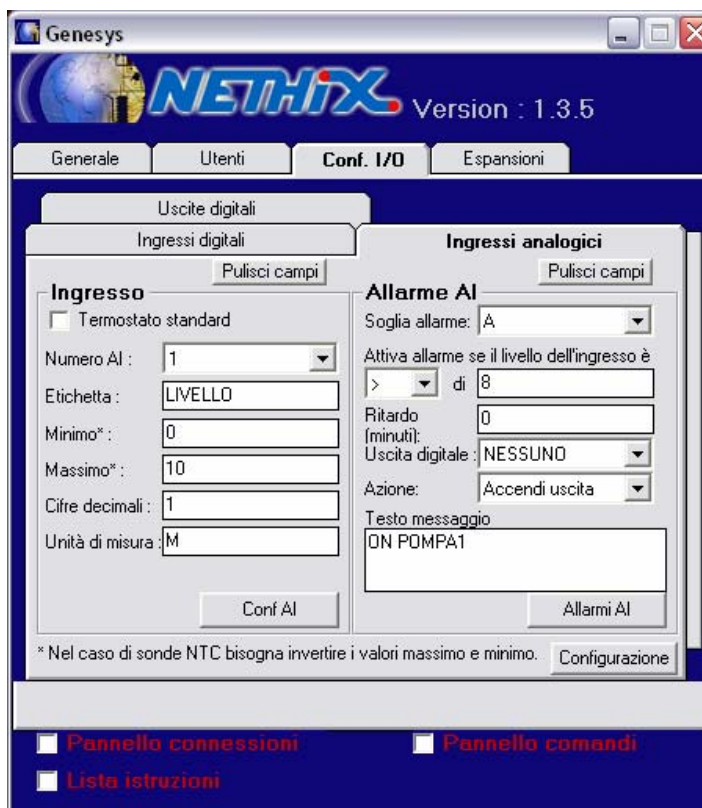 Genesys
NETHIX Version : 1.3.5
Generale Utenti Conf. I/O Espansioni
Uscite digitali
Ingressi digitali Ingressi analogici
Pulisci campi
Ingresso
Termostato standard
Numero AI : 1
Etichetta : LIVELLO
Minimo* : 0
Massimo* : 10
Cifre decimali : 1
Unità di misura : M
Conf AI
Pulisci campi
Allarme AI
Soglia allarme: A
Attiva allarme se il livello dell'ingresso è
> di 8
Ritardo
(minuti): 0
Uscita digitale : NESSUNO
Azione: Accendi uscita
Testo messaggio
ON POMPA1
Allarmi AI
* Nel caso di sonde NTC bisogna invertire i valori massimo e minimo. Configurazione
Pannello connessioni Pannello comandi
Lista istruzioni